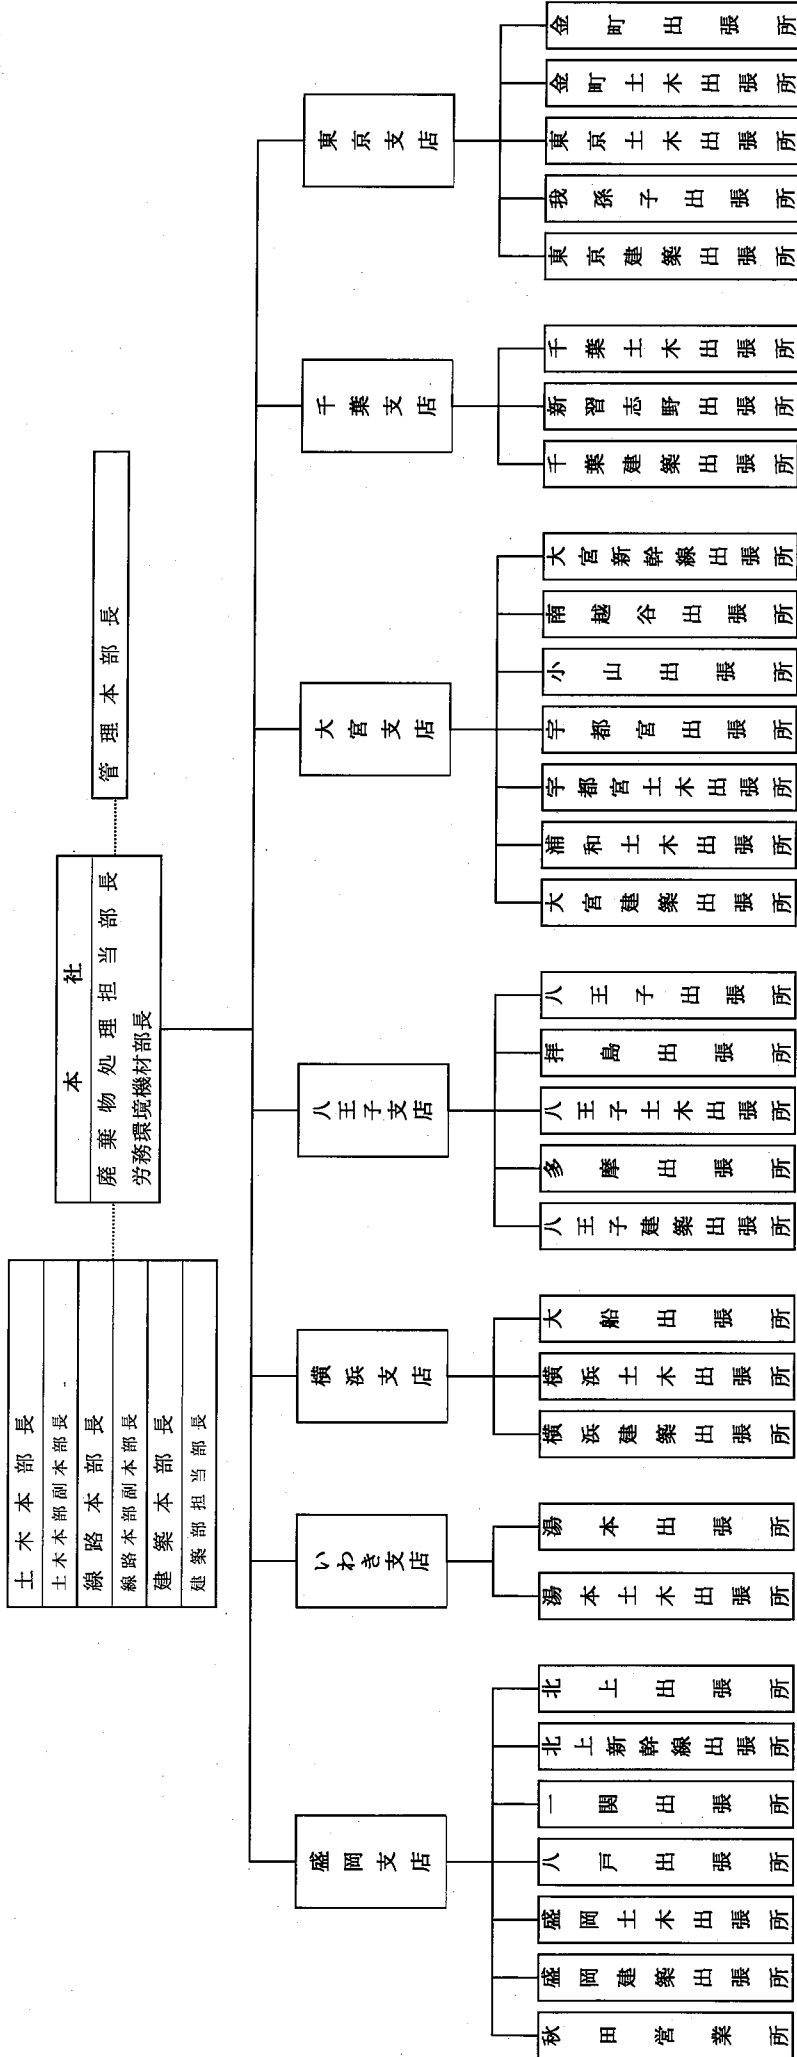 本社
廃棄物処理担当部長
労務環境機材部長
土木本部長
土木本部副本部長
線路本部長
線路本部副本部長
建築本部長
建築部担当部長
管理本部長
盛岡支店
秋田営業所
盛岡建築出張所
盛岡土木出張所
八戸出張所
一関出張所
北上新幹線出張所
北上出張所
いわき支店
湯本土木出張所
湯本出張所
横浜支店
横浜建築出張所
横浜土木出張所
大船出張所
八王子支店
八王子建築出張所
多摩出張所
八王子土木出張所
拝島出張所
八王子出張所
大宮支店
大宮建築出張所
浦和土木出張所
宇都宮土木出張所
宇都宮出張所
小山出張所
南越谷出張所
大宮新幹線出張所
千葉支店
千葉建築出張所
新習志野出張所
千葉土木出張所
東京支店
東京建築出張所
我孫子出張所
東京土木出張所
金町土木出張所
金町出張所